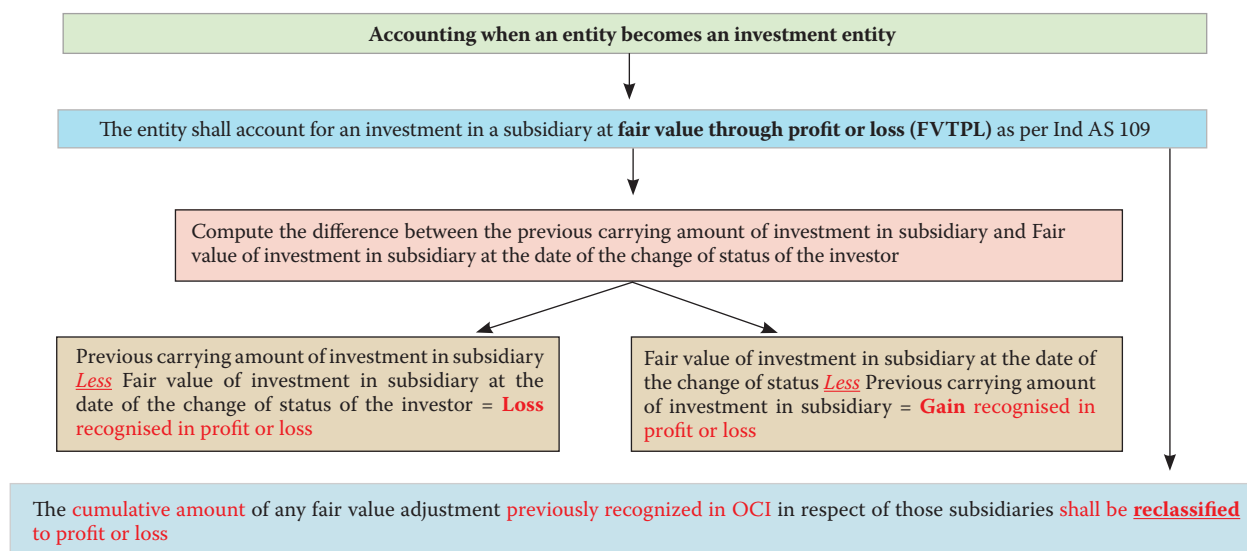 Accounting when an entity becomes an investment entity
The entity shall account for an investment in a subsidiary at fair value through profit or loss (FVTPL) as per Ind AS 109
Compute the difference between the previous carrying amount of investment in subsidiary and Fair
value of investment in subsidiary at the date of the change of status of the investor
Previous carrying amount of investment in subsidiary
Less Fair value of investment in subsidiary at the
date of the change of status of the investor = Loss
recognised in profit or loss
Fair value of investment in subsidiary at the date of
the change of status Less Previous carrying amount
of investment in subsidiary = Gain recognised in
profit or loss
The cumulative amount of any fair value adjustment previously recognized in OCI in respect of those subsidiaries shall be reclassified
to profit or loss